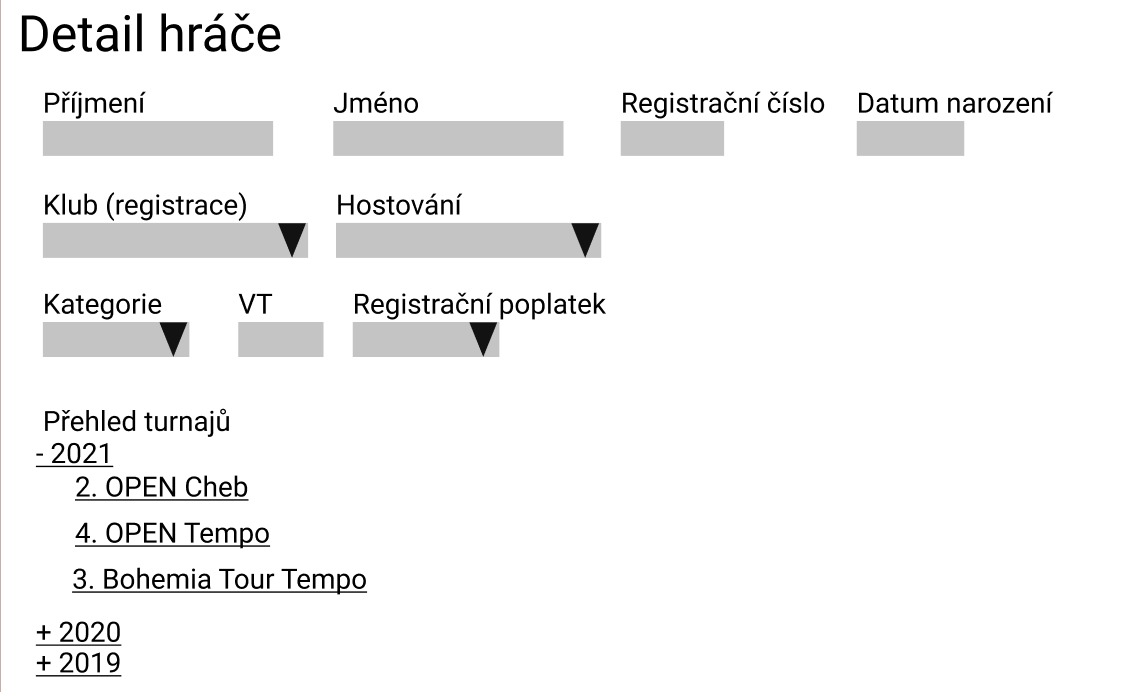 Detail hráče
Příjmení Jméno Registrační číslo Datum narození
Klub (registrace) Hostování
Kategorie VT Registrační poplatek
Přehled turnajů
- 2021
2. OPEN Cheb
4. OPEN Tempo
3. Bohemia Tour Tempo
+ 2020
+ 2019